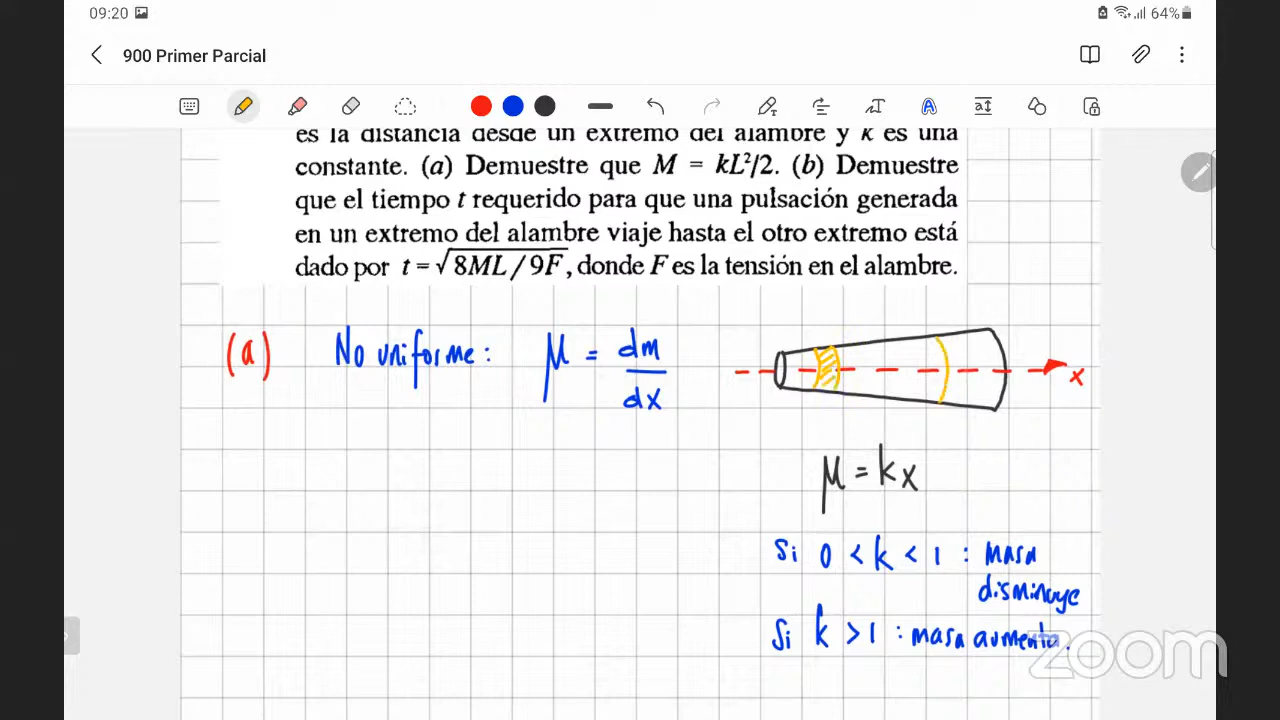 09:20
64%
900 Primer Parcial
es la distancia desde un extremo del alambre y k es una
constante. (a) Demuestre que M = kL²/2. (b) Demuestre
que el tiempo t requerido para que una pulsación generada
en un extremo del alambre viaje hasta el otro extremo está
dado por t = √8ML / 9F, donde F es la tensión en el alambre.
(a) No uniforme: μ = dm/dx
x
μ = kx
Si 0 < k < 1 : masa
disminuye
Si k > 1 : masa aumenta.
zoom